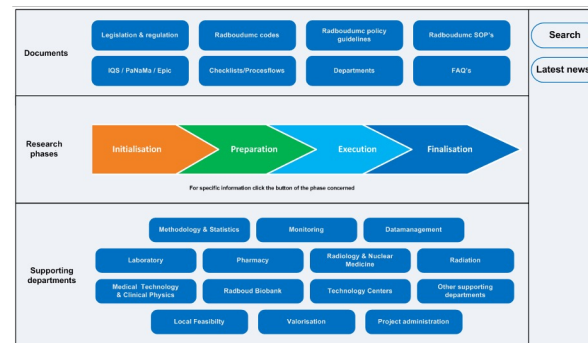 Documents
Legislation & regulation
Radboudumc codes
Radboudumc policy
guidelines
Radboudumc SOP's
IQS / PaNaMa / Epic
Checklists/Procesflows
Departments
FAQ's
Search
Latest news
Research
phases
Initialisation
Preparation
Execution
Finalisation
For specific information click the button of the phase concerned
Supporting
departments
Methodology & Statistics
Monitoring
Datamanagement
Laboratory
Pharmacy
Radiology & Nuclear
Medicine
Radiation
Medical Technology
& Clinical Physics
Radboud Biobank
Technology Centers
Other supporting
departments
Local Feasibilty
Valorisation
Project administration